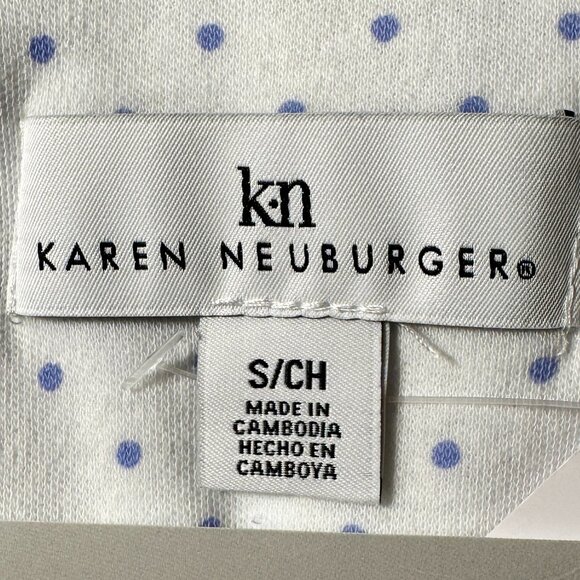 k·n
KAREN NEUBURGER®
S/CH
MADE IN
CAMBODIA
HECHO EN
CAMBOYA